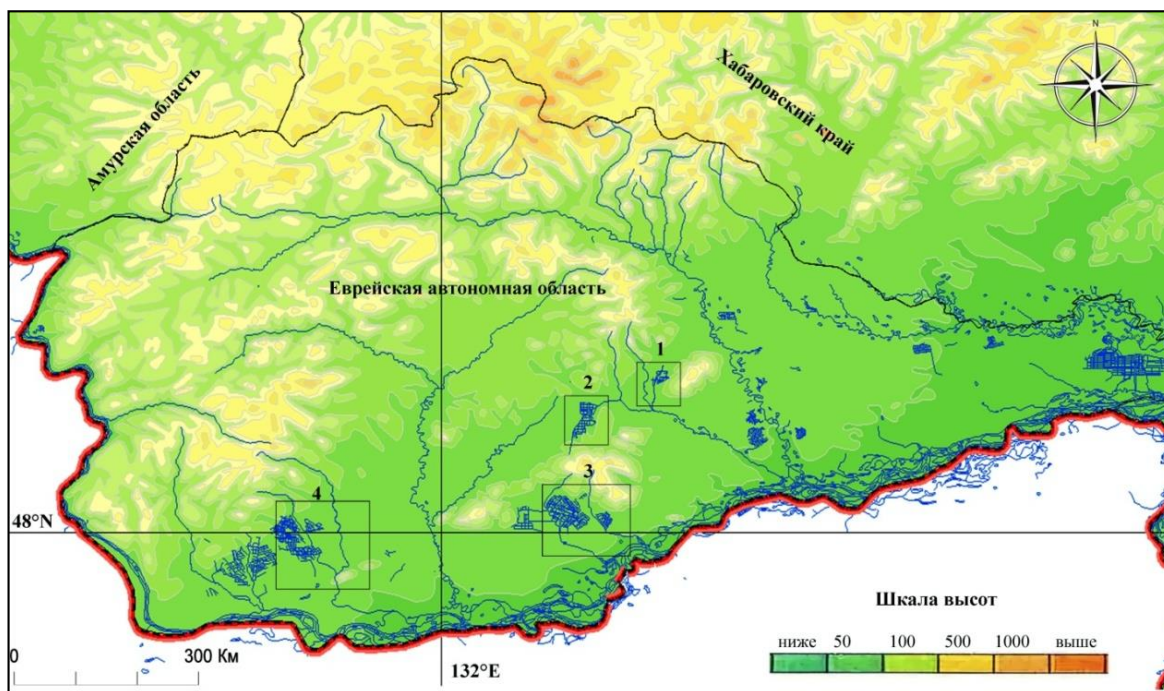 N
Амурская область
Хабаровский край
Еврейская автономная область
1
2
3
4
48°N
Шкала высот
ниже 50 100 500 1000 выше
0 300 Км
132°E